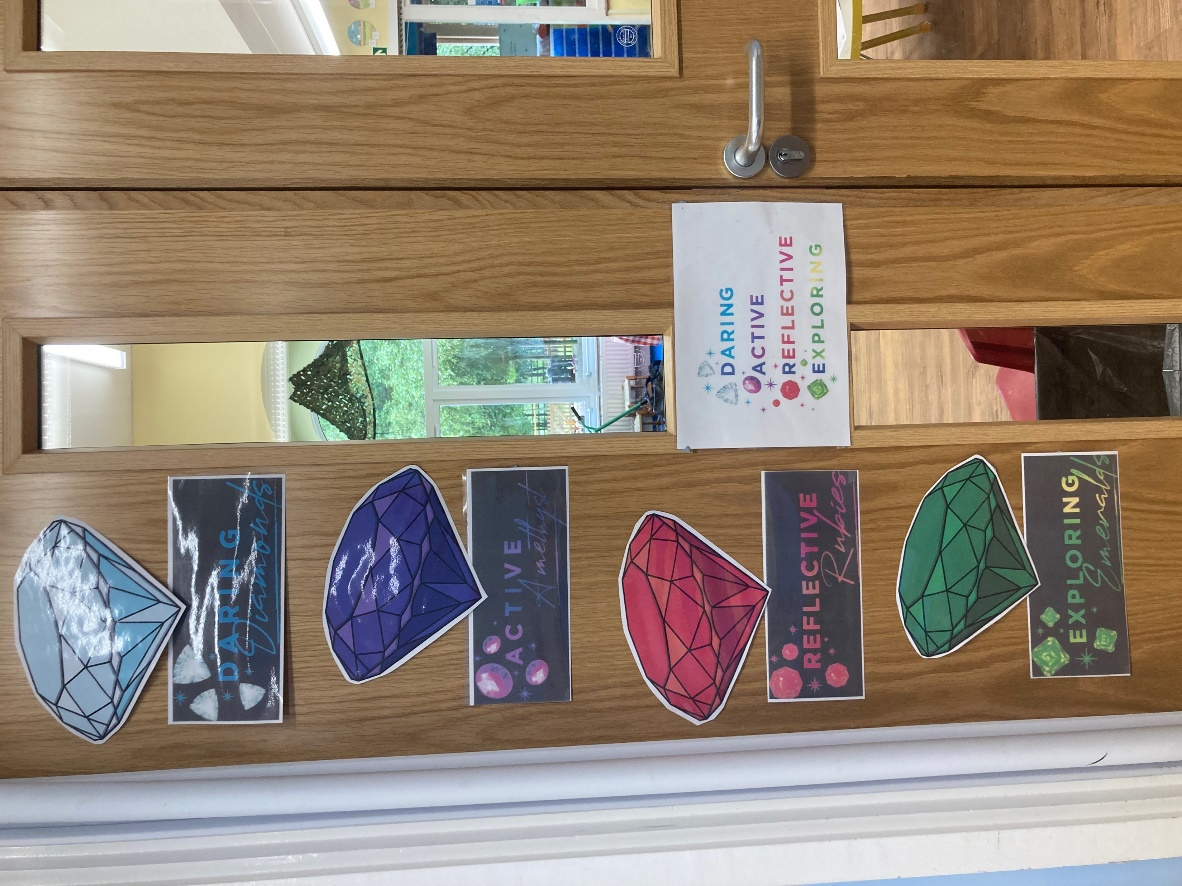 DARING
ACTIVE
REFLECTIVE
EXPLORING
DARING
Diamonds
ACTIVE
Amethyst
REFLECTIVE
Rubies
EXPLORING
Emeralds